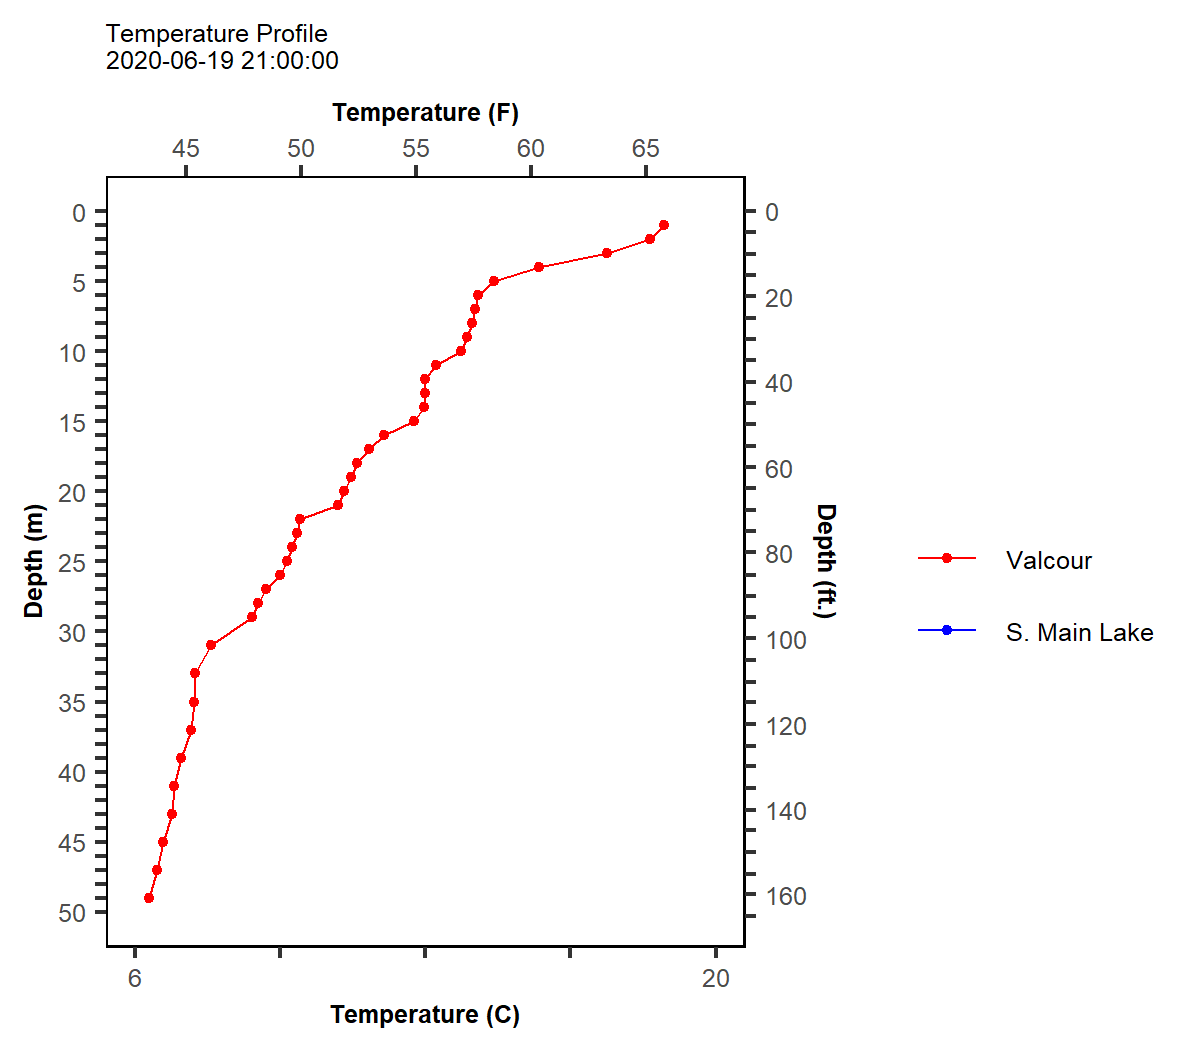 Temperature Profile
2020-06-19 21:00:00
Temperature (F)
45 50 55 60 65
0 0
5
20
10
40
15
60
20
Depth (m)
Depth (ft.)
25 80
Valcour
30 100
S. Main Lake
35
120
40
140
45
160
50
6 20
Temperature (C)